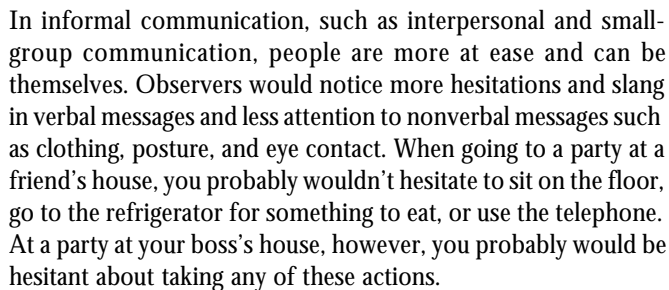 In informal communication, such as interpersonal and small-
group communication, people are more at ease and can be
themselves. Observers would notice more hesitations and slang
in verbal messages and less attention to nonverbal messages such
as clothing, posture, and eye contact. When going to a party at a
friend's house, you probably wouldn't hesitate to sit on the floor,
go to the refrigerator for something to eat, or use the telephone.
At a party at your boss's house, however, you probably would be
hesitant about taking any of these actions.